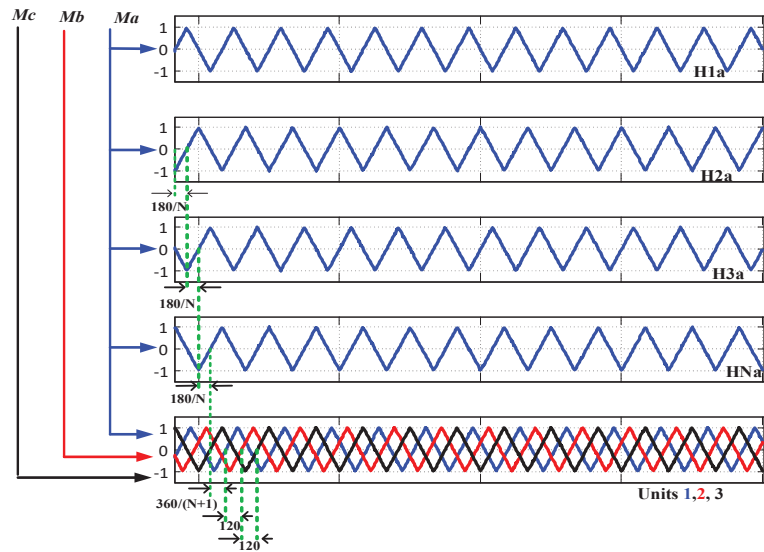 Mc Mb Ma
1
0
-1
H1a
1
0
-1
H2a
180/N
1
0
-1
H3a
180/N
1
0
-1
HNa
180/N
1
0
-1
Units 1,2, 3
360/(N+1)
120
120